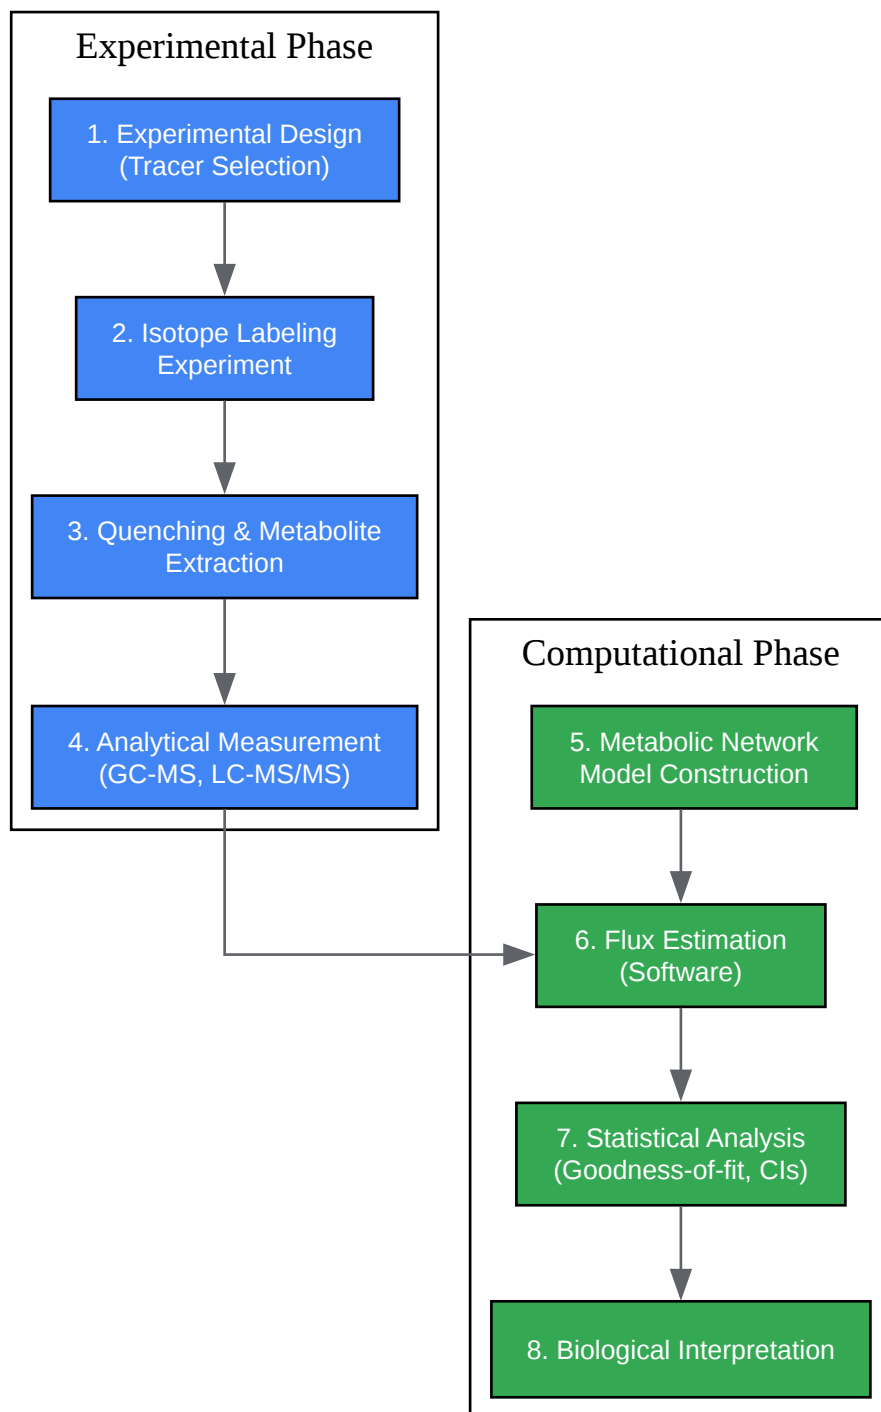 Experimental Phase
1. Experimental Design
(Tracer Selection)
2. Isotope Labeling
Experiment
3. Quenching & Metabolite
Extraction
4. Analytical Measurement
(GC-MS, LC-MS/MS)
Computational Phase
5. Metabolic Network
Model Construction
6. Flux Estimation
(Software)
7. Statistical Analysis
(Goodness-of-fit, CIs)
8. Biological Interpretation